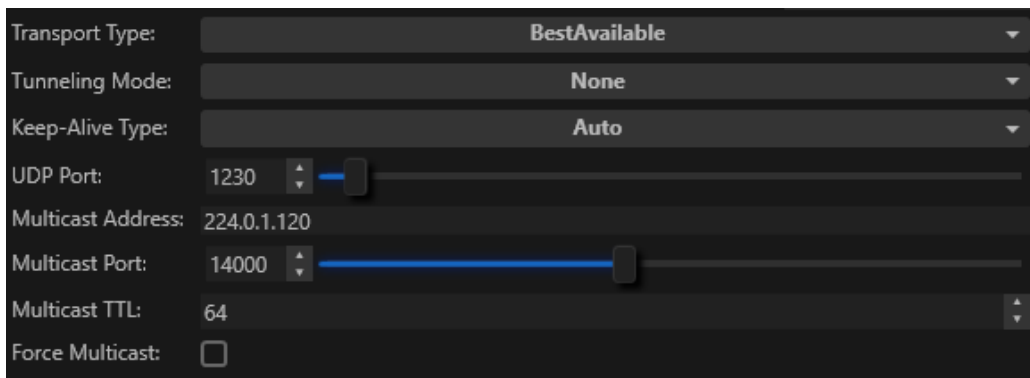 Transport Type: BestAvailable
Tunneling Mode: None
Keep-Alive Type: Auto
UDP Port: 1230
Multicast Address: 224.0.1.120
Multicast Port: 14000
Multicast TTL: 64
Force Multicast: